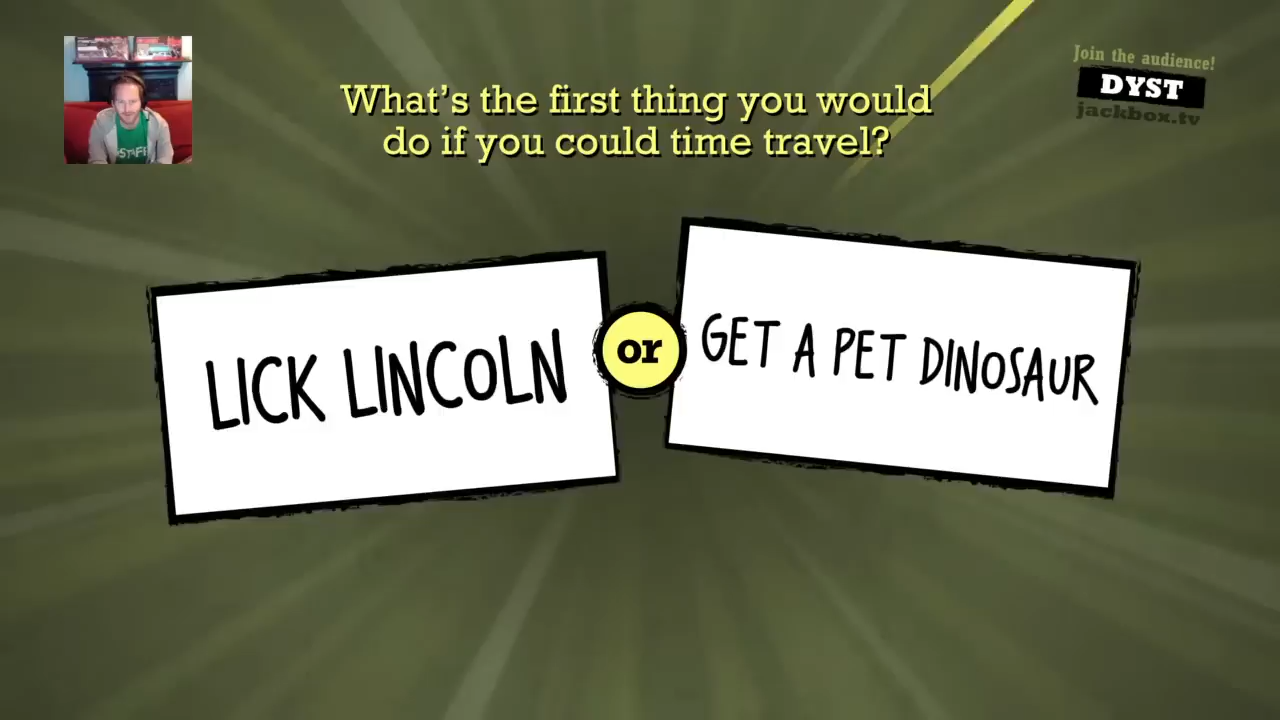 What's the first thing you would
do if you could time travel?
Join the audience!
DYST
jackbox.tv
LICK LINCOLN
or
GET A PET DINOSAUR